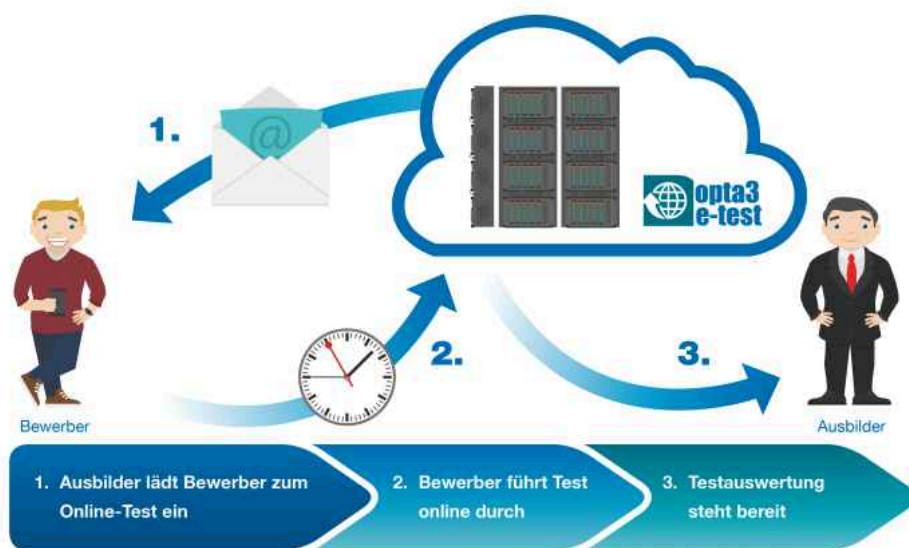 1.
@
opta3
e-test
2.
3.
Bewerber
Ausbilder
1. Ausbilder lädt Bewerber zum
Online-Test ein
2. Bewerber führt Test
online durch
3. Testauswertung
steht bereit